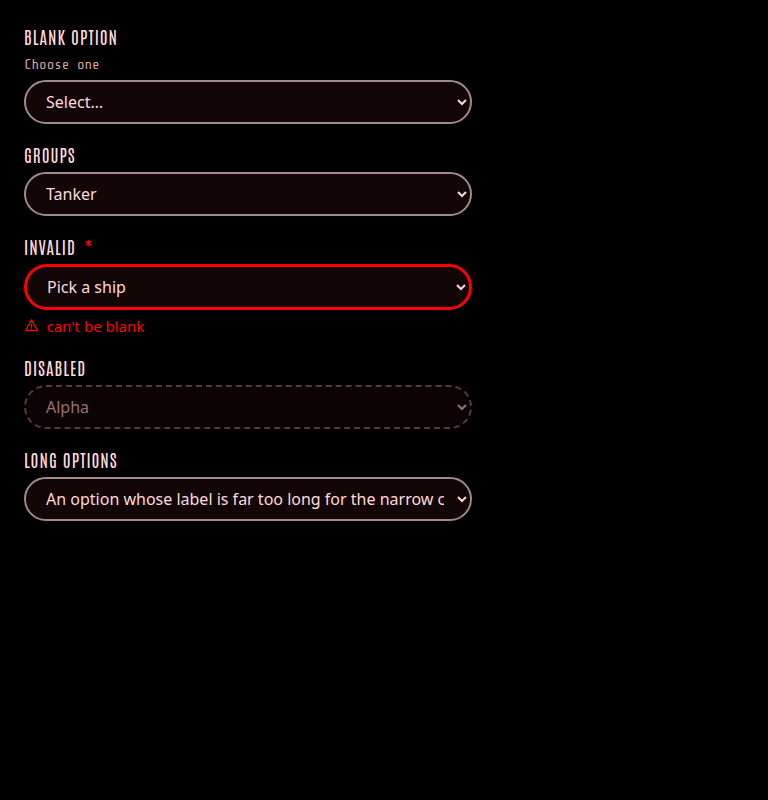 BLANK OPTION
Choose one
Select...
GROUPS
Tanker
INVALID *
Pick a ship
⚠ can't be blank
DISABLED
Alpha
LONG OPTIONS
An option whose label is far too long for the narrow c